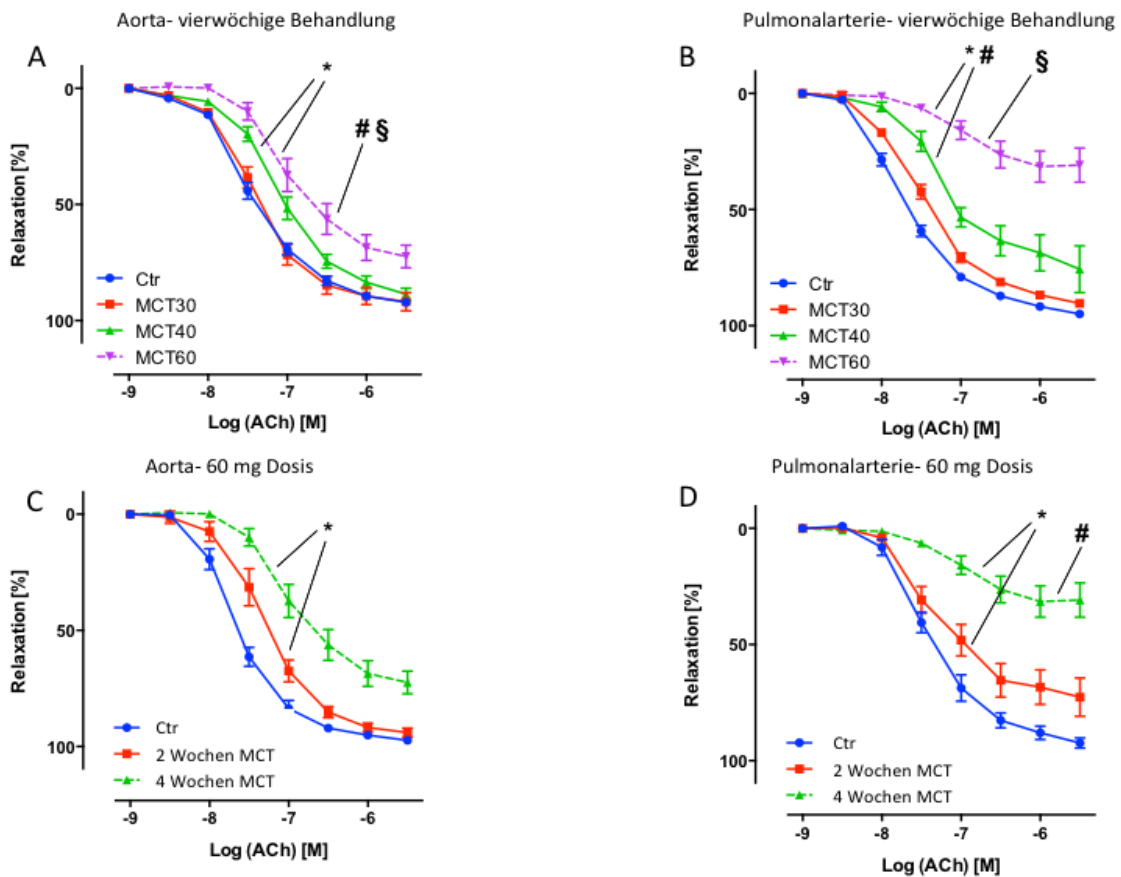 Aorta- vierwöchige Behandlung
A
*
# §
0
50
100
Relaxation [%]
Ctr
MCT30
MCT40
MCT60
-9 -8 -7 -6
Log (ACh) [M]
Pulmonalarterie- vierwöchige Behandlung
B
* #
§
0
50
100
Relaxation [%]
Ctr
MCT30
MCT40
MCT60
-9 -8 -7 -6
Log (ACh) [M]
Aorta- 60 mg Dosis
C
*
0
50
100
Relaxation [%]
Ctr
2 Wochen MCT
4 Wochen MCT
-9 -8 -7 -6
Log (ACh) [M]
Pulmonalarterie- 60 mg Dosis
D
*
#
0
50
100
Relaxation [%]
Ctr
2 Wochen MCT
4 Wochen MCT
-9 -8 -7 -6
Log (ACh) [M]